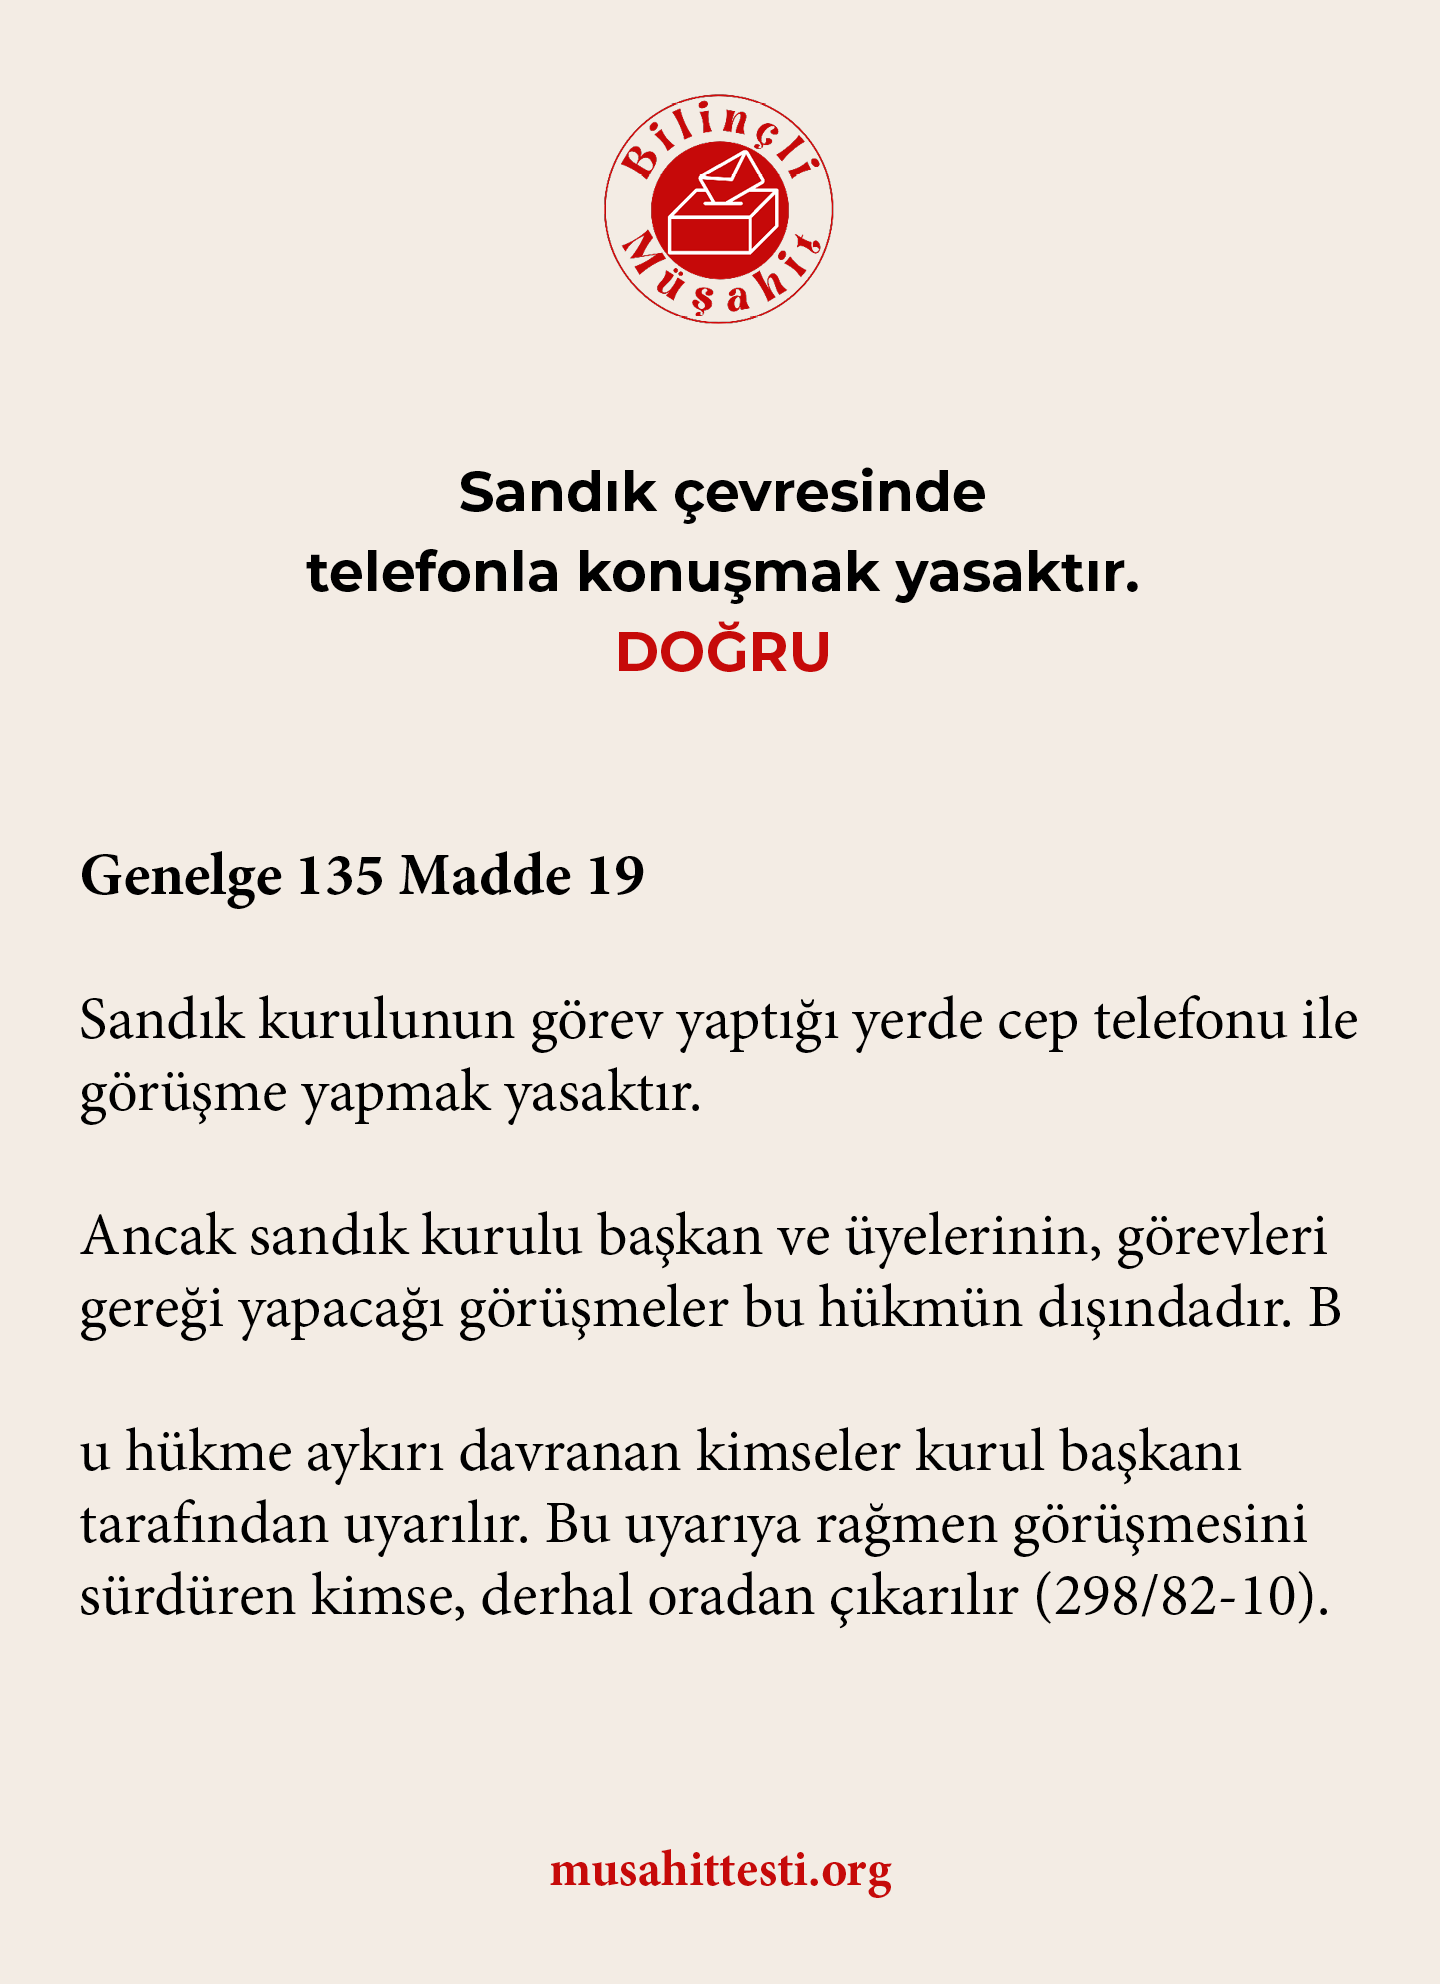 Bilinçli
Müşahit
Sandık çevresinde
telefonla konuşmak yasaktır.
DOĞRU
Genelge 135 Madde 19
Sandık kurulunun görev yaptığı yerde cep telefonu ile
görüşme yapmak yasaktır.
Ancak sandık kurulu başkan ve üyelerinin, görevleri
gereği yapacağı görüşmeler bu hükmün dışındadır. B
u hükme aykırı davranan kimseler kurul başkanı
tarafından uyarılır. Bu uyarıya rağmen görüşmesini
sürdüren kimse, derhal oradan çıkarılır (298/82-10).
musahittesti.org